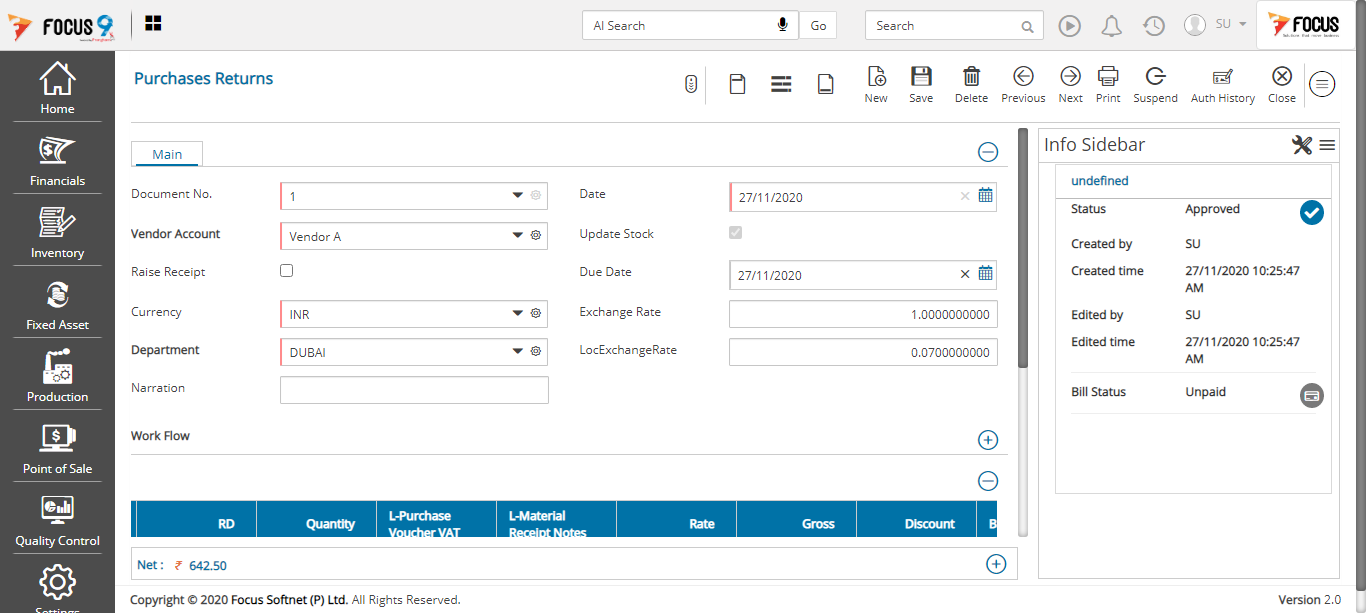 FOCUS 9
AI Search
Go
Search
SU
FOCUS
Home
Financials
Inventory
Fixed Asset
Production
Point of Sale
Quality Control
Settings
Purchases Returns
New
Save
Delete
Previous
Next
Print
Suspend
Auth History
Close
Main
Document No.
1
Date
27/11/2020
Vendor Account
Vendor A
Update Stock
Raise Receipt
Due Date
27/11/2020
Currency
INR
Exchange Rate
1.0000000000
Department
DUBAI
LocExchangeRate
0.0700000000
Narration
Work Flow
RD
Quantity
L-Purchase
Voucher VAT
L-Material
Receipt Notes
Rate
Gross
Discount
B
Net : ₹ 642.50
Info Sidebar
undefined
Status
Approved
Created by
SU
Created time
27/11/2020 10:25:47
AM
Edited by
SU
Edited time
27/11/2020 10:25:47
AM
Bill Status
Unpaid
Copyright © 2020 Focus Softnet (P) Ltd. All Rights Reserved.
Version 2.0